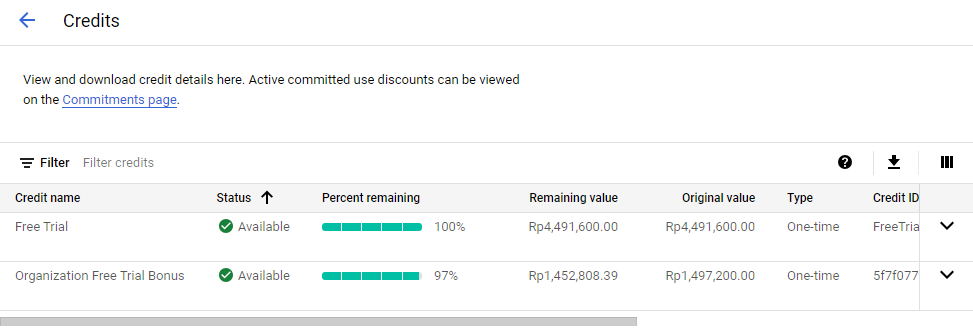 Credits
View and download credit details here. Active committed use discounts can be viewed
on the Commitments page.
Filter Filter credits
Credit name Status Percent remaining Remaining value Original value Type Credit ID
Free Trial Available 100% Rp4,491,600.00 Rp4,491,600.00 One-time FreeTria
Organization Free Trial Bonus Available 97% Rp1,452,808.39 Rp1,497,200.00 One-time 5f7f077